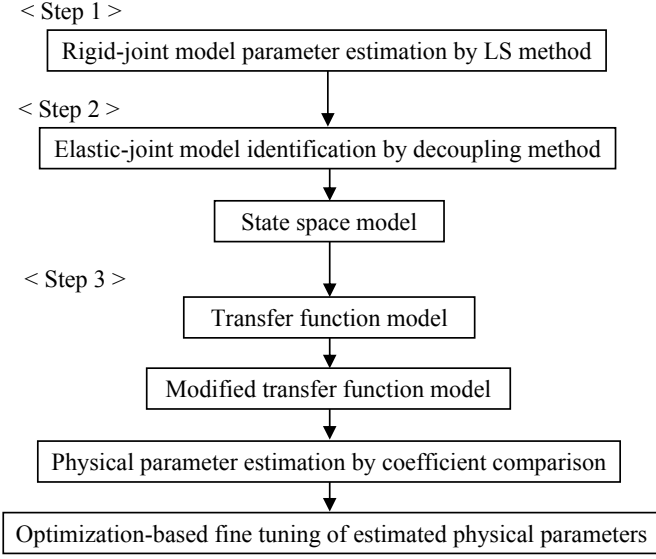 < Step 1 >
Rigid-joint model parameter estimation by LS method
< Step 2 >
Elastic-joint model identification by decoupling method
State space model
< Step 3 >
Transfer function model
Modified transfer function model
Physical parameter estimation by coefficient comparison
Optimization-based fine tuning of estimated physical parameters